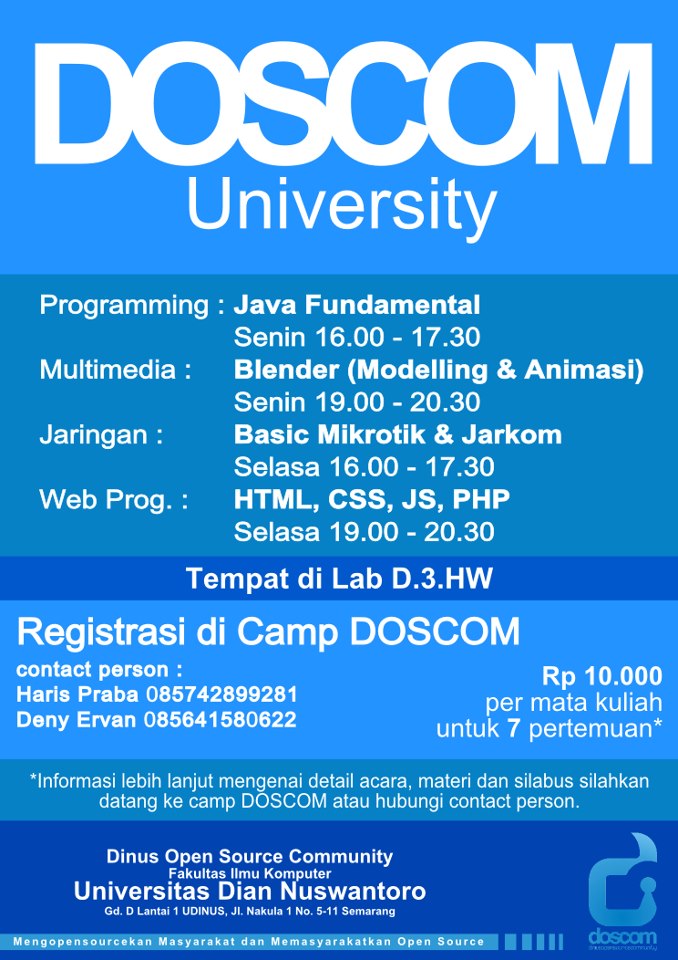 DOSCOM
University
Programming : Java Fundamental
Senin 16.00 - 17.30
Multimedia : Blender (Modelling & Animasi)
Senin 19.00 - 20.30
Jaringan : Basic Mikrotik & Jarkom
Selasa 16.00 - 17.30
Web Prog. : HTML, CSS, JS, PHP
Selasa 19.00 - 20.30
Tempat di Lab D.3.HW
Registrasi di Camp DOSCOM
contact person :
Haris Praba 085742899281
Deny Ervan 085641580622
Rp 10.000
per mata kuliah
untuk 7 pertemuan*
*Informasi lebih lanjut mengenai detail acara, materi dan silabus silahkan
datang ke camp DOSCOM atau hubungi contact person.
Dinus Open Source Community
Fakultas Ilmu Komputer
Universitas Dian Nuswantoro
Gd. D Lantai 1 UDINUS, Jl. Nakula 1 No. 5-11 Semarang
doscom
Mengopensourcekan Masyarakat dan Memasyarakatkan Open Source